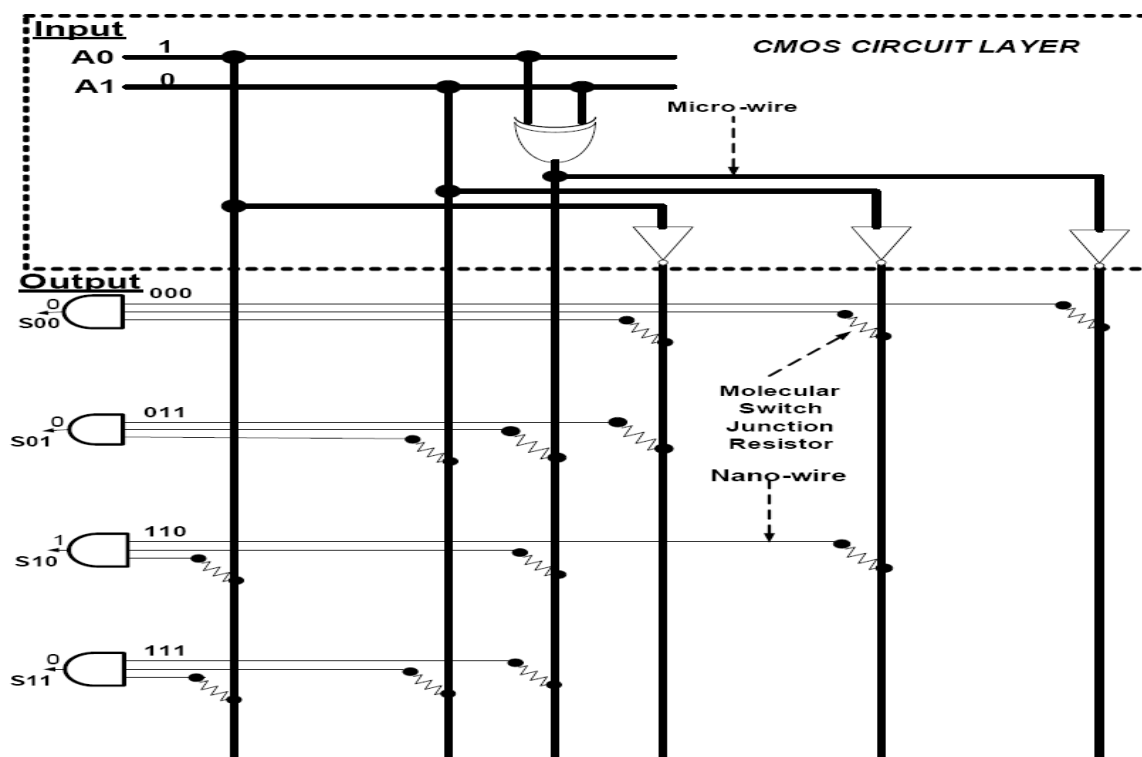 Input
CMOS CIRCUIT LAYER
A0
1
A1
0
Micro-wire
Output
000
0
S00
Molecular
Switch
Junction
Resistor
011
0
S01
Nano-wire
110
1
S10
111
0
S11